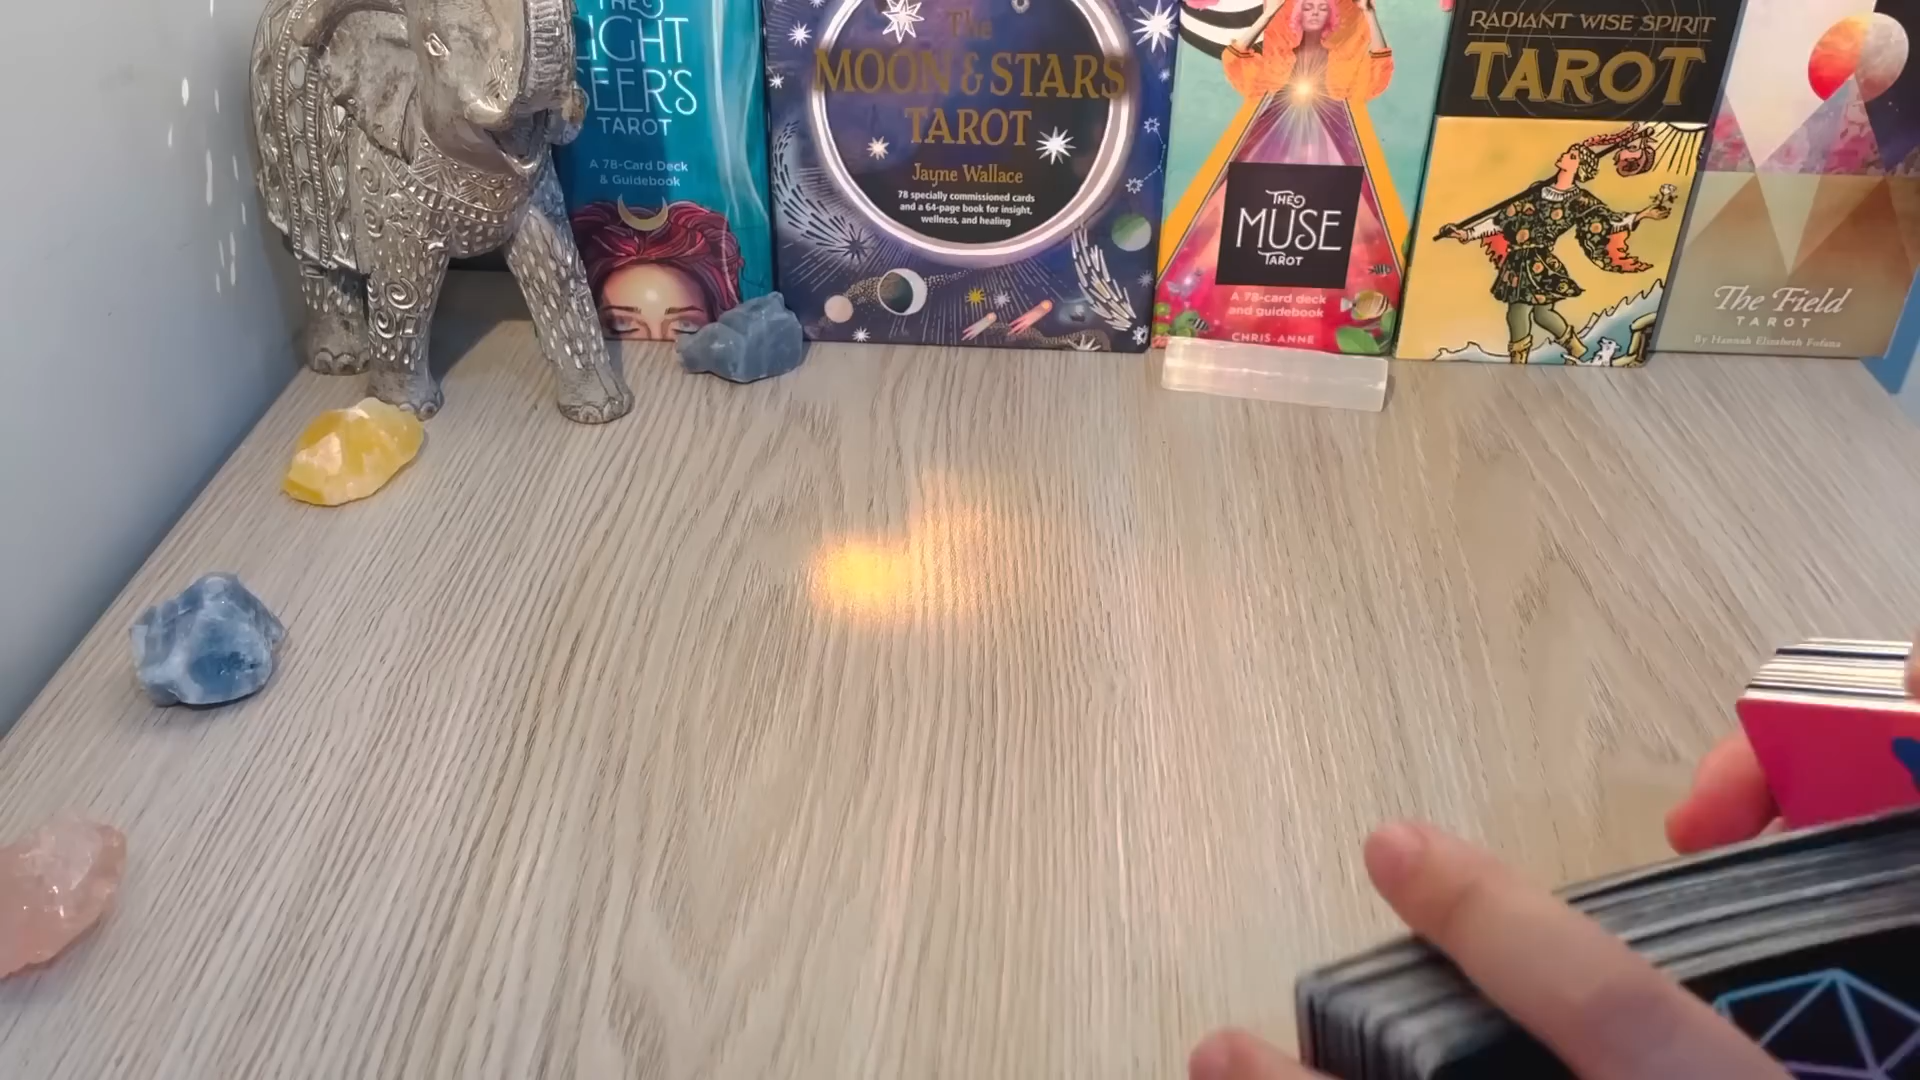 THE
LIGHT
SEER'S
TAROT
A 78-Card Deck
& Guidebook
The
MOON & STARS
TAROT
Jayne Wallace
78 specially commissioned cards
and a 64-page book for insight,
wellness, and healing
THE
MUSE
TAROT
A 78-card deck
and guidebook
CHRIS-ANNE
RADIANT WISE SPIRIT
TAROT
The Field
TAROT
By Hannah Elizabeth Fofana